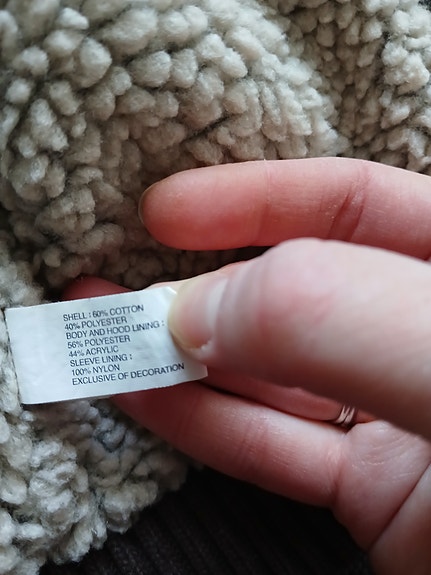 SHELL : 60% COTTON
40% POLYESTER
BODY AND HOOD LINING :
56% POLYESTER
44% ACRYLIC
SLEEVE LINING :
100% NYLON
EXCLUSIVE OF DECORATION